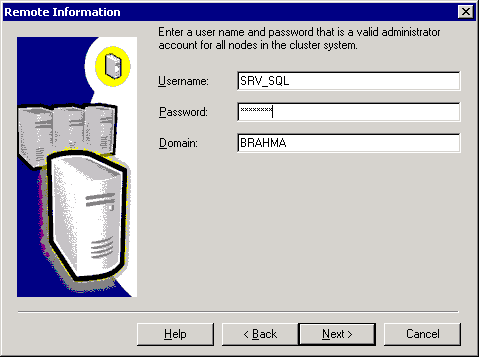 Remote Information
Enter a user name and password that is a valid administrator
account for all nodes in the cluster system.
Username: SRV_SQL
Password: ********
Domain: BRAHMA
Help < Back Next > Cancel